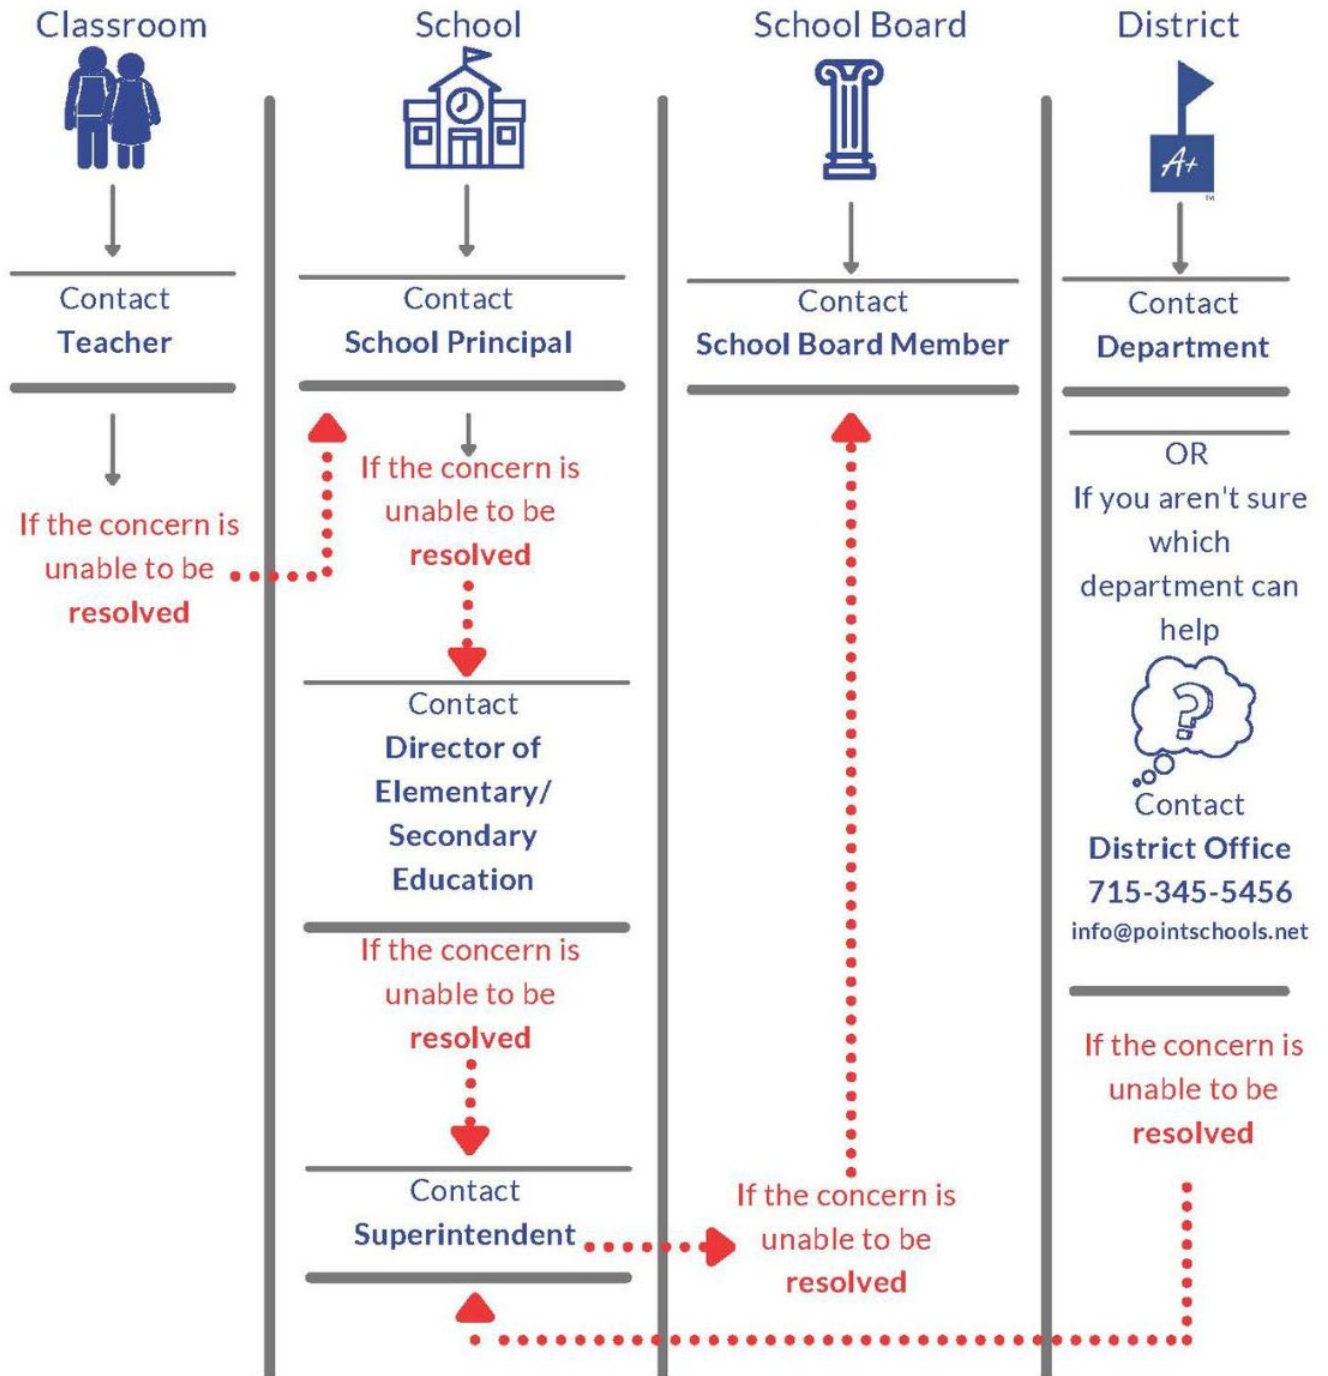 Classroom
Contact
Teacher
If the concern is
unable to be
resolved
School
Contact
School Principal
If the concern is
unable to be
resolved
Contact
Director of
Elementary/
Secondary
Education
If the concern is
unable to be
resolved
Contact
Superintendent
School Board
Contact
School Board Member
If the concern is
unable to be
resolved
District
A+
TM
Contact
Department
OR
If you aren't sure
which
department can
help
?
Contact
District Office
715-345-5456
info@pointschools.net
If the concern is
unable to be
resolved